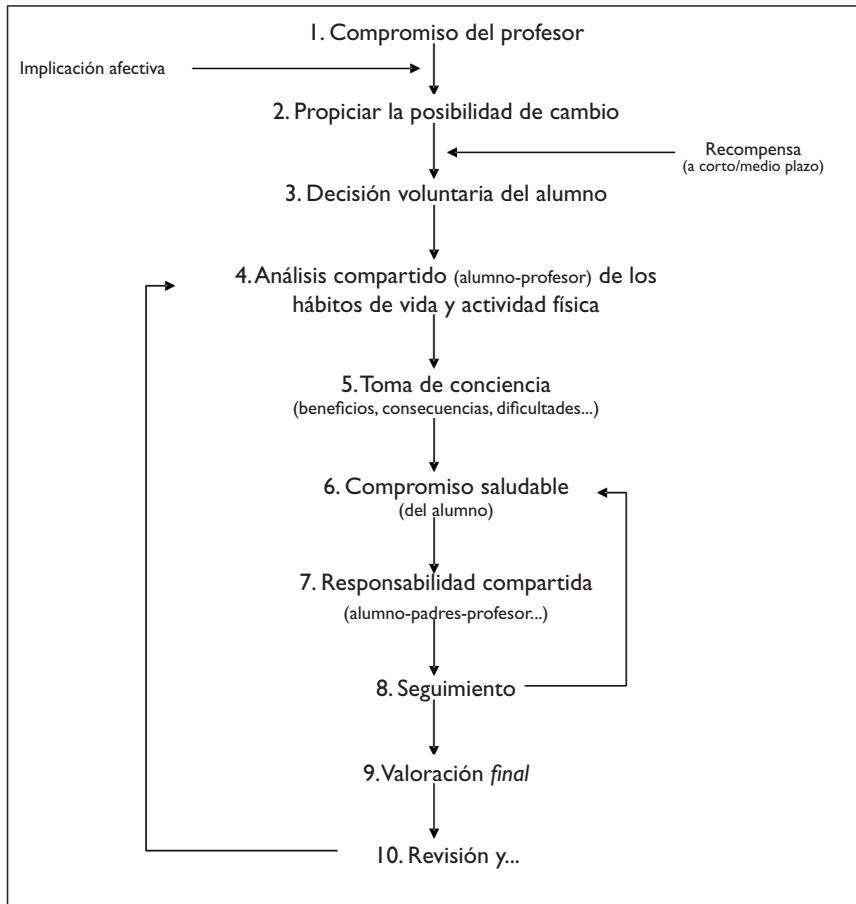 1. Compromiso del profesor
Implicación afectiva
2. Propiciar la posibilidad de cambio
Recompensa
(a corto/medio plazo)
3. Decisión voluntaria del alumno
4. Análisis compartido (alumno-profesor) de los
hábitos de vida y actividad física
5. Toma de conciencia
(beneficios, consecuencias, dificultades...)
6. Compromiso saludable
(del alumno)
7. Responsabilidad compartida
(alumno-padres-profesor...)
8. Seguimiento
9. Valoración final
10. Revisión y...